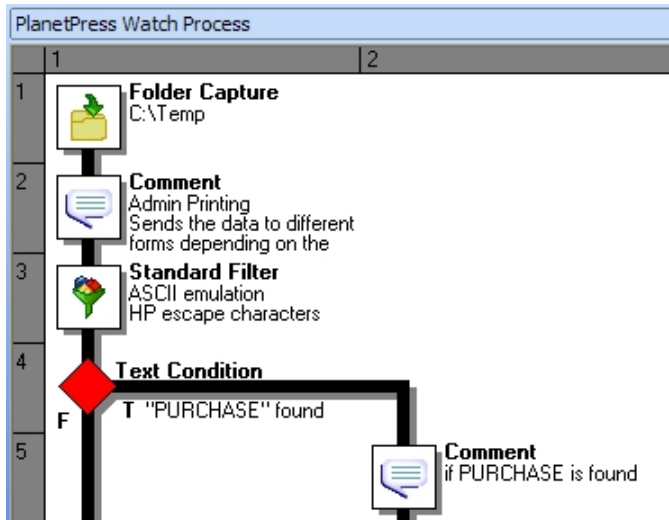 PlanetPress Watch Process
1 2
1
Folder Capture
C:\Temp
2
Comment
Admin Printing
Sends the data to different
forms depending on the
3
Standard Filter
ASCII emulation
HP escape characters
4
Text Condition
F T "PURCHASE" found
5
Comment
if PURCHASE is found